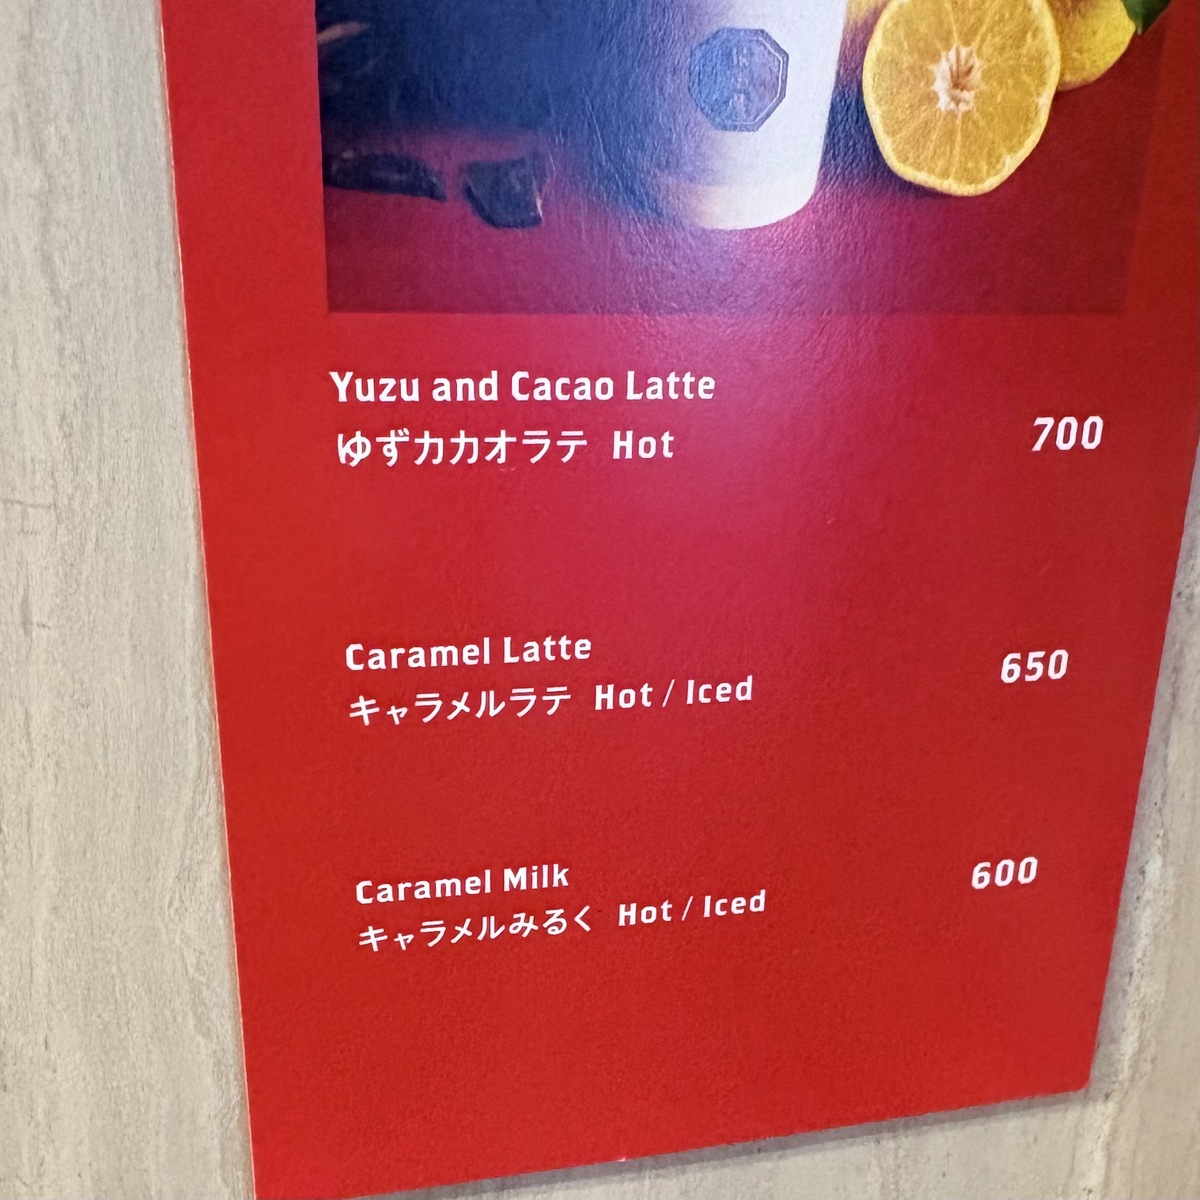 Yuzu and Cacao Latte
ゆずカカオラテ Hot 700
Caramel Latte
キャラメルラテ Hot / Iced 650
Caramel Milk
キャラメルみるく Hot / Iced 600